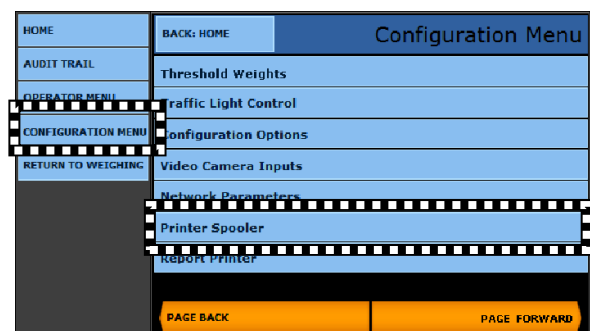 HOME
AUDIT TRAIL
OPERATOR MENU
CONFIGURATION MENU
RETURN TO WEIGHING
BACK: HOME
Configuration Menu
Threshold Weights
Traffic Light Control
Configuration Options
Video Camera Inputs
Network Parameters
Printer Spooler
Report Printer
PAGE BACK
PAGE FORWARD